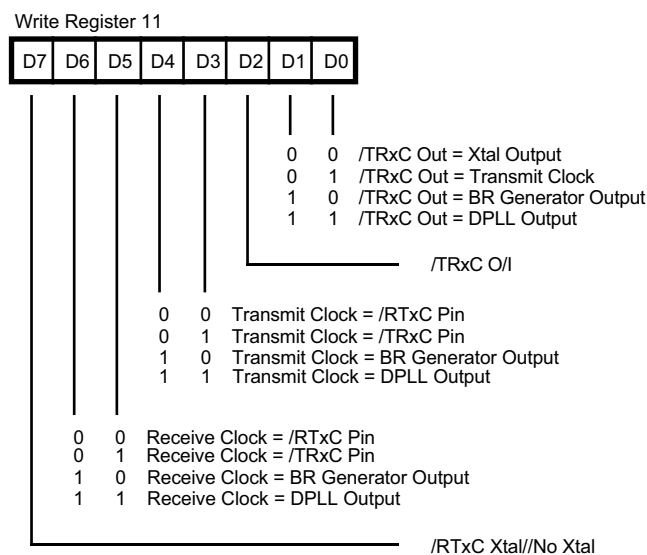 Write Register 11
D7 D6 D5 D4 D3 D2 D1 D0
0 0 /TRxC Out = Xtal Output
0 1 /TRxC Out = Transmit Clock
1 0 /TRxC Out = BR Generator Output
1 1 /TRxC Out = DPLL Output
/TRxC O/I
0 0 Transmit Clock = /RTxC Pin
0 1 Transmit Clock = /TRxC Pin
1 0 Transmit Clock = BR Generator Output
1 1 Transmit Clock = DPLL Output
0 0 Receive Clock = /RTxC Pin
0 1 Receive Clock = /TRxC Pin
1 0 Receive Clock = BR Generator Output
1 1 Receive Clock = DPLL Output
/RTxC Xtal//No Xtal